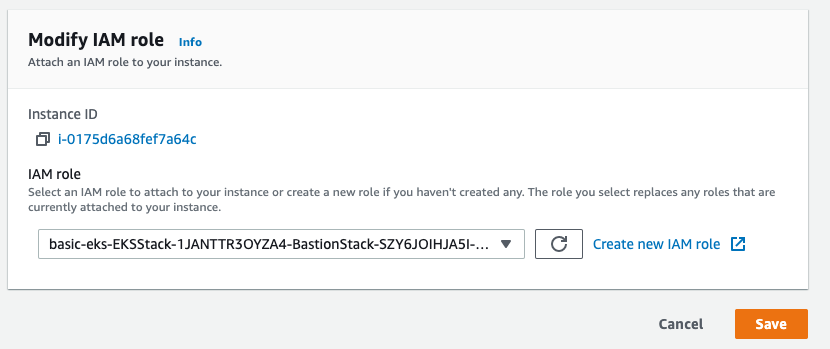 Modify IAM role Info
Attach an IAM role to your instance.
Instance ID
i-0175d6a68fef7a64c
IAM role
Select an IAM role to attach to your instance or create a new role if you haven't created any. The role you select replaces any roles that are
currently attached to your instance.
basic-eks-EKSStack-1JANTTR3OYZA4-BastionStack-SZY6JOIHJA5I-...
Create new IAM role
Cancel Save